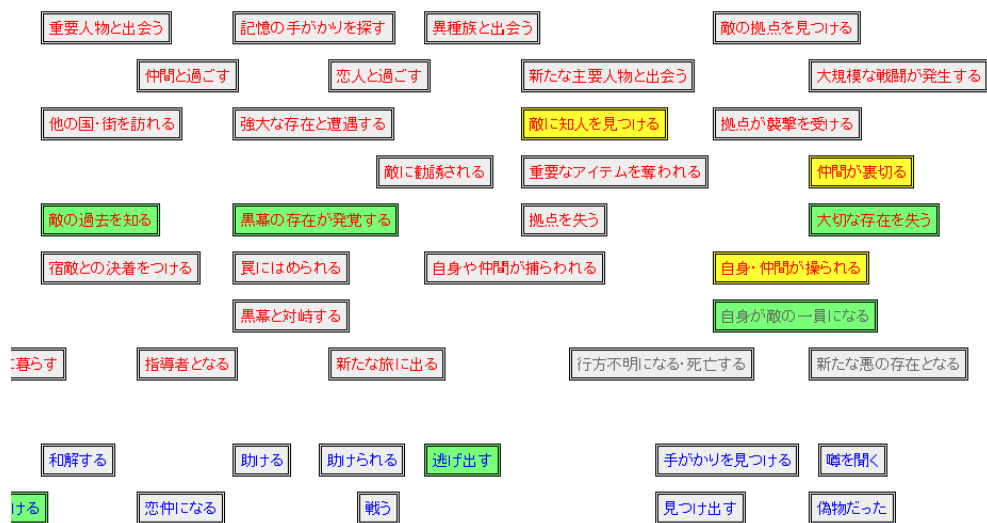 重要人物と出会う 記憶の手がかりを探す 異種族と出会う 敵の拠点を見つける
仲間と過ごす 恋人と過ごす 新たな主要人物と出会う 大規模な戦闘が発生する
他の国・街を訪れる 強大な存在と遭遇する 敵に知人を見つける 拠点が襲撃を受ける
敵に勧誘される 重要なアイテムを奪われる 仲間が裏切る
敵の過去を知る 黒幕の存在が発覚する 拠点を失う 大切な存在を失う
宿敵との決着をつける 罠にはめられる 自身や仲間が捕らわれる 自身・仲間が操られる
黒幕と対峙する 自身が敵の一員になる
に暮らす 指導者となる 新たな旅に出る 行方不明になる・死亡する 新たな悪の存在となる
和解する 助ける 助けられる 逃げ出す 手がかりを見つける 噂を聞く
ける 恋仲になる 戦う 見つけ出す 偽物だった